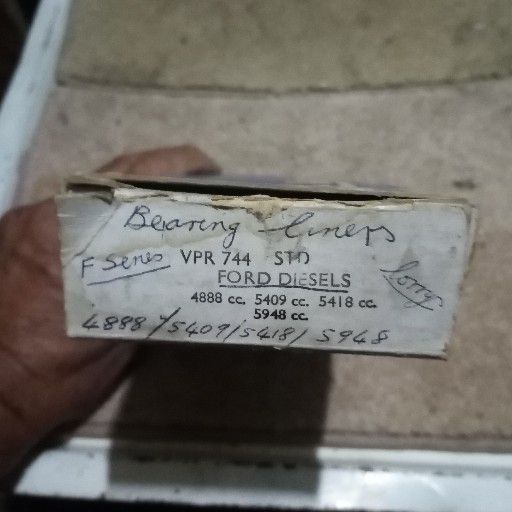 Bearing liners
F Series VPR 744 STD
FORD DIESELS
Lorry
4888 cc. 5409 cc. 5418 cc.
5948 cc.
4888/5409/5418/5948